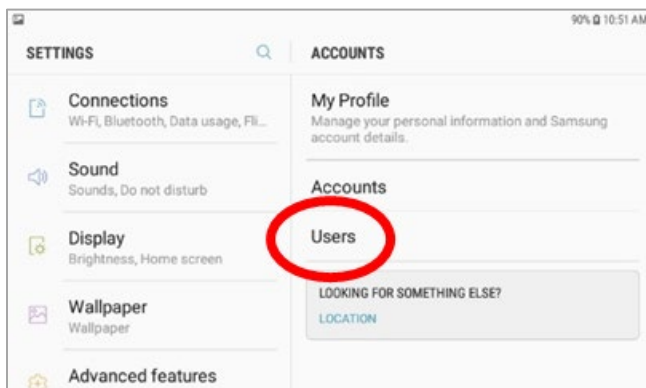 90% 10:51 AM
SETTINGS
Connections
Wi-Fi, Bluetooth, Data usage, Fli...
Sound
Sounds, Do not disturb
Display
Brightness, Home screen
Wallpaper
Wallpaper
Advanced features
ACCOUNTS
My Profile
Manage your personal information and Samsung
account details.
Accounts
Users
LOOKING FOR SOMETHING ELSE?
LOCATION